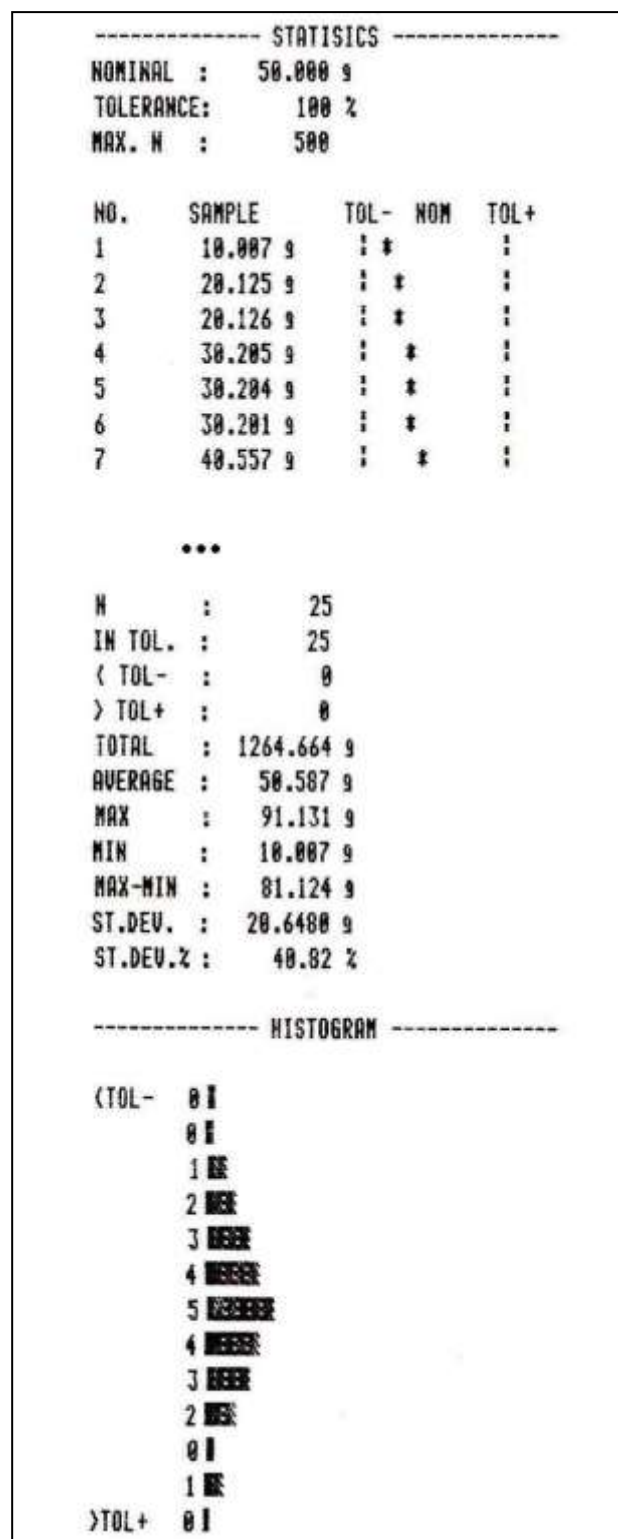 -------------- STATISICS --------------
NOMINAL : 50.000 g
TOLERANCE: 100 %
MAX. N : 500
NO. SAMPLE TOL- NOM TOL+
1 10.007 g ¦ * ¦
2 20.125 g ¦ * ¦
3 20.126 g ¦ * ¦
4 30.205 g ¦ * ¦
5 30.204 g ¦ * ¦
6 30.201 g ¦ * ¦
7 40.557 g ¦ * ¦
•••
N : 25
IN TOL. : 25
< TOL- : 0
> TOL+ : 0
TOTAL : 1264.664 g
AVERAGE : 50.587 g
MAX : 91.131 g
MIN : 10.007 g
MAX-MIN : 81.124 g
ST.DEV. : 20.6480 g
ST.DEV.% : 40.82 %
-------------- HISTOGRAM --------------
<TOL- 0
0
1
2
3
4
5
4
3
2
0
1
>TOL+ 0